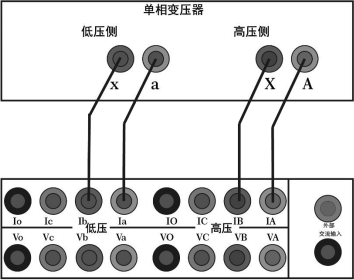 单相变压器
低压侧 高压侧
x a X A
Io Ic Ib Ia IO IC IB IA
低压 高压
Vo Vc Vb Va VO VC VB VA
外部
交流输入